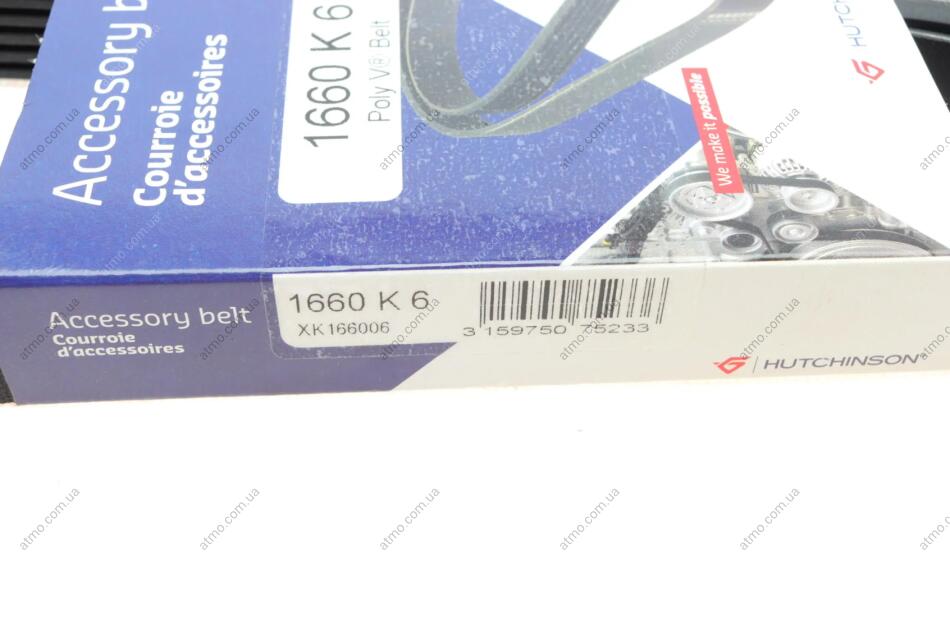 Accessory b
Courroie
d'accessoires
1660 K 6
Poly V® Belt
We make it possible
HUTCH
Accessory belt
Courroie
d'accessoires
1660 K 6
XK166006
3 159750 75233
HUTCHINSON®
atmo.com.ua